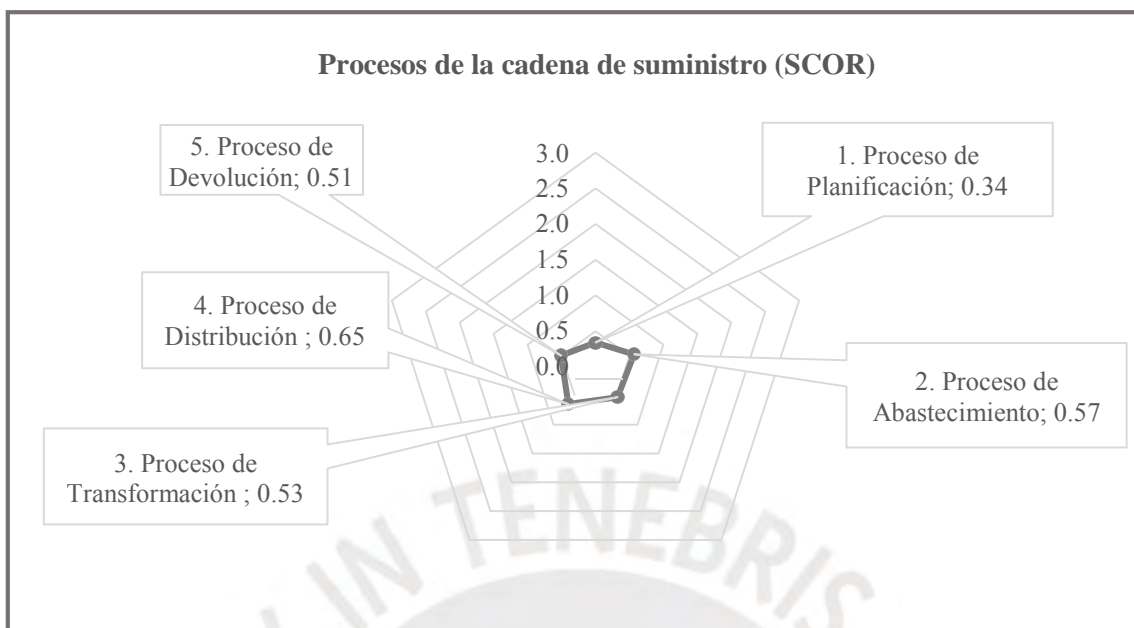 Procesos de la cadena de suministro (SCOR)
5. Proceso de
Devolución; 0.51
1. Proceso de
Planificación; 0.34
3.0
2.5
2.0
1.5
1.0
0.5
0.0
4. Proceso de
Distribución ; 0.65
2. Proceso de
Abastecimiento; 0.57
3. Proceso de
Transformación ; 0.53
IN TENEBRIS